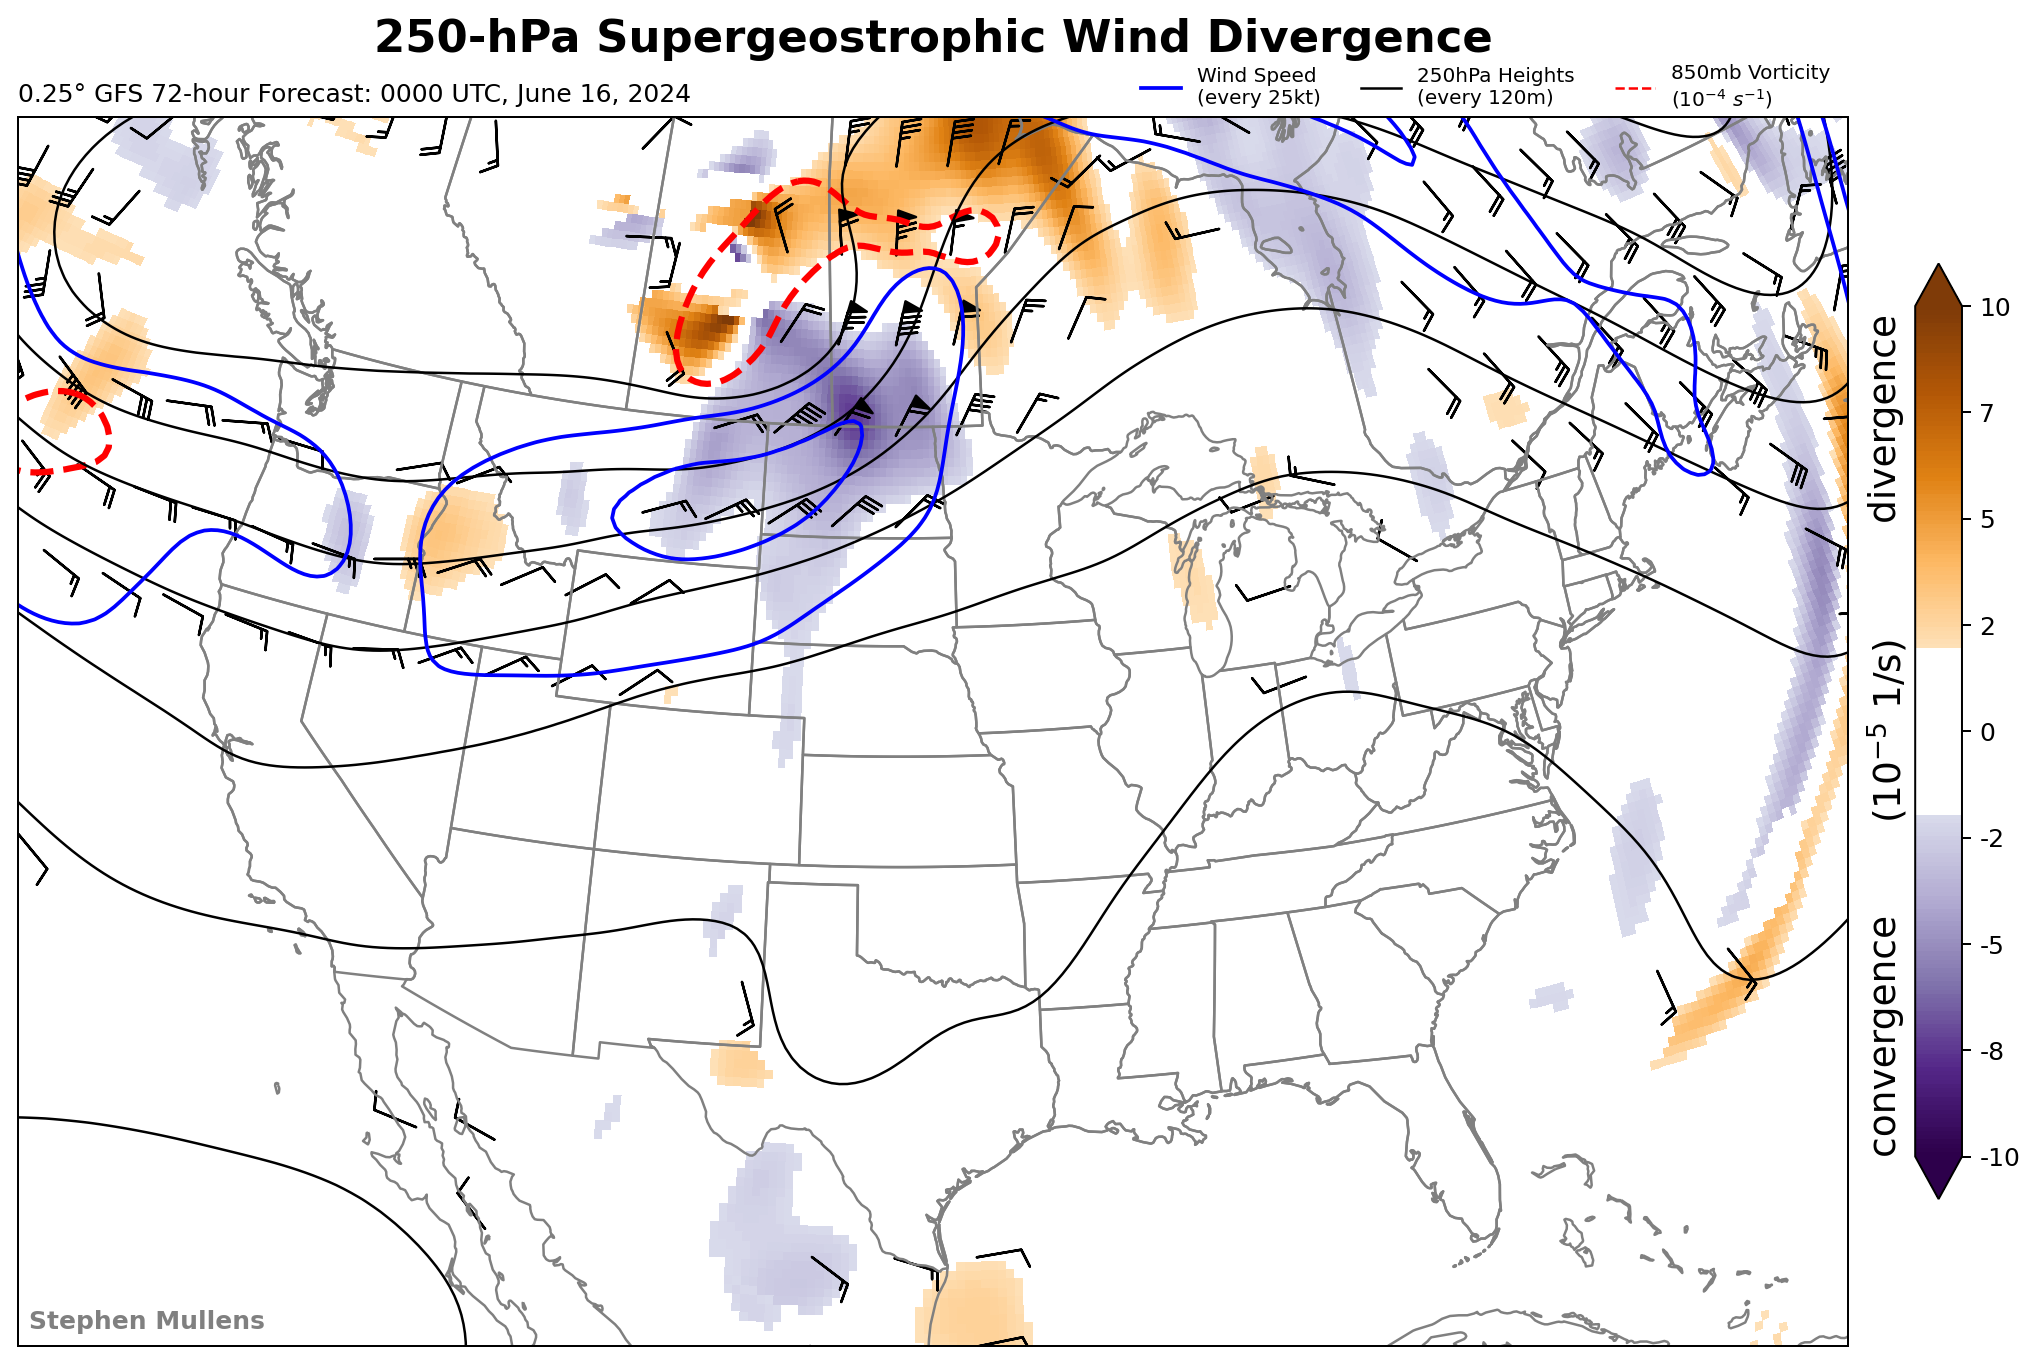 250-hPa Supergeostrophic Wind Divergence
0.25° GFS 72-hour Forecast: 0000 UTC, June 16, 2024
Wind Speed
(every 25kt)
250hPa Heights
(every 120m)
850mb Vorticity
(10⁻⁴ s⁻¹)
10
7
5
2
0
-2
-5
-8
-10
convergence (10⁻⁵ 1/s) divergence
Stephen Mullens